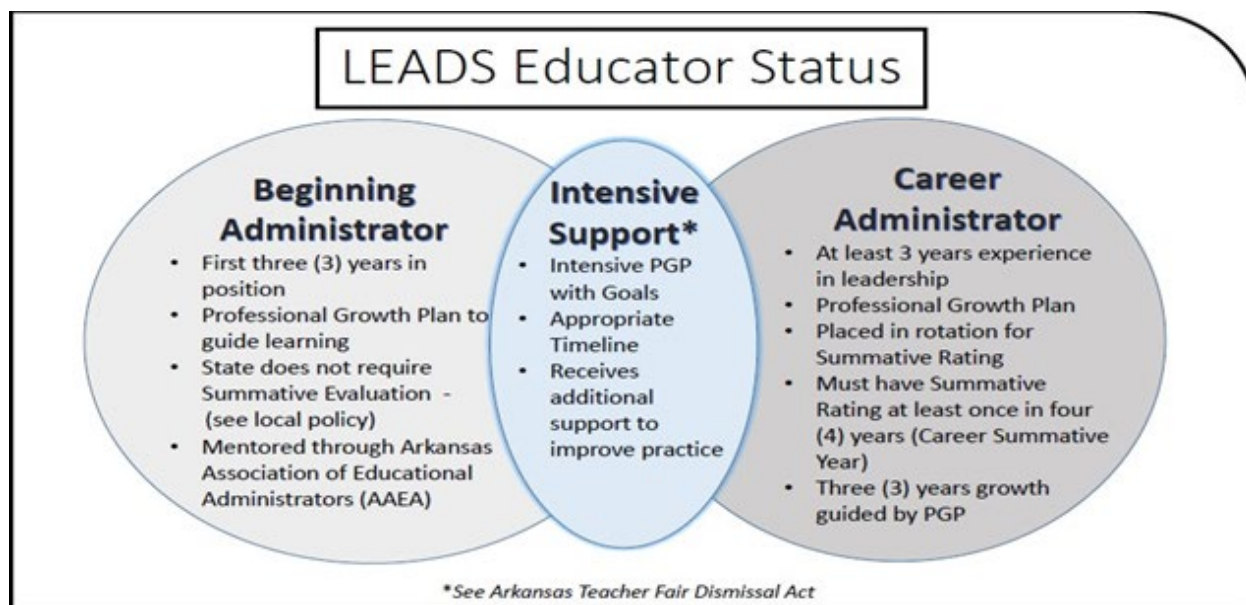 LEADS Educator Status
Beginning
Administrator
• First three (3) years in
position
• Professional Growth Plan to
guide learning
• State does not require
Summative Evaluation -
(see local policy)
• Mentored through Arkansas
Association of Educational
Administrators (AAEA)
Intensive
Support*
• Intensive PGP
with Goals
• Appropriate
Timeline
• Receives
additional
support to
improve practice
Career
Administrator
• At least 3 years experience
in leadership
• Professional Growth Plan
• Placed in rotation for
Summative Rating
• Must have Summative
Rating at least once in four
(4) years (Career Summative
Year)
• Three (3) years growth
guided by PGP
*See Arkansas Teacher Fair Dismissal Act